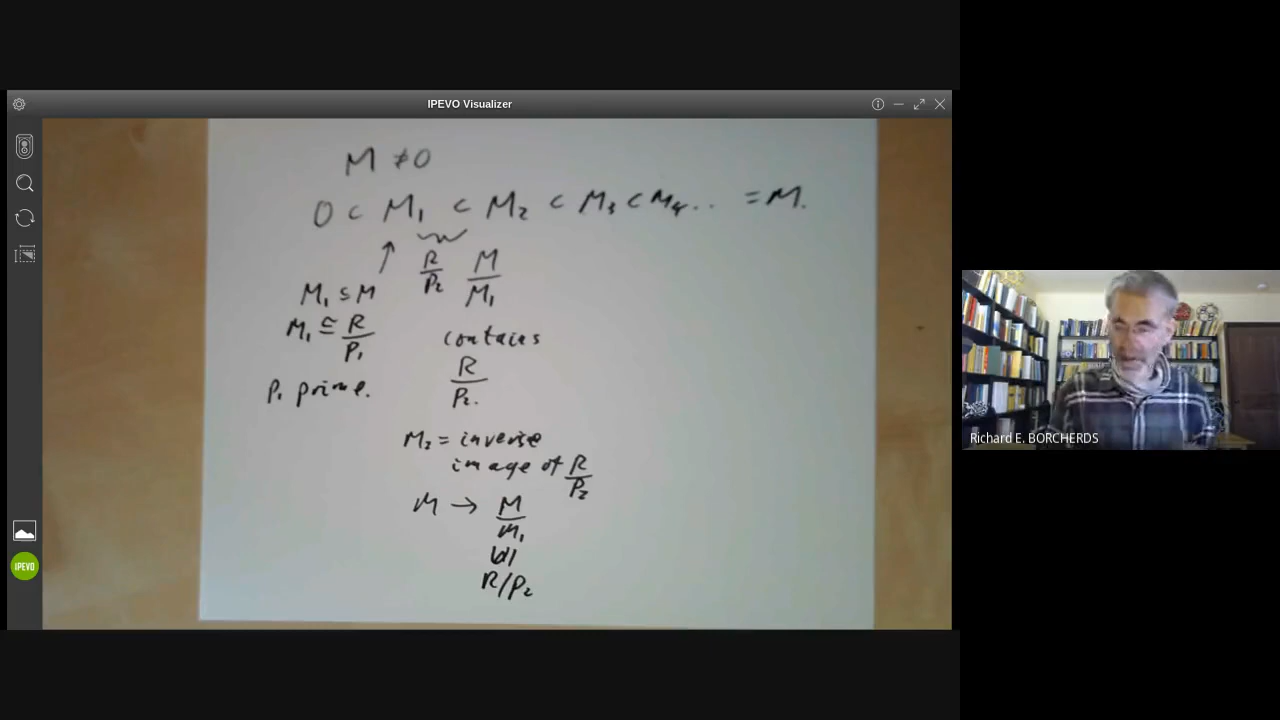 IPEVO Visualizer
M ≠ 0
0 ⊂ M₁ ⊂ M₂ ⊂ M₃ ⊂ M₄ .. = M.
R/P₂ M/M₁
M₁ ⊆ M
M₁ ≅ R/P₁
contains
R/P₂.
P₁ prime.
M₂ = inverse
image of R/P₂
M → M/M₁
∪|
R/P₂
IPEVO
Richard E. BORCHERDS